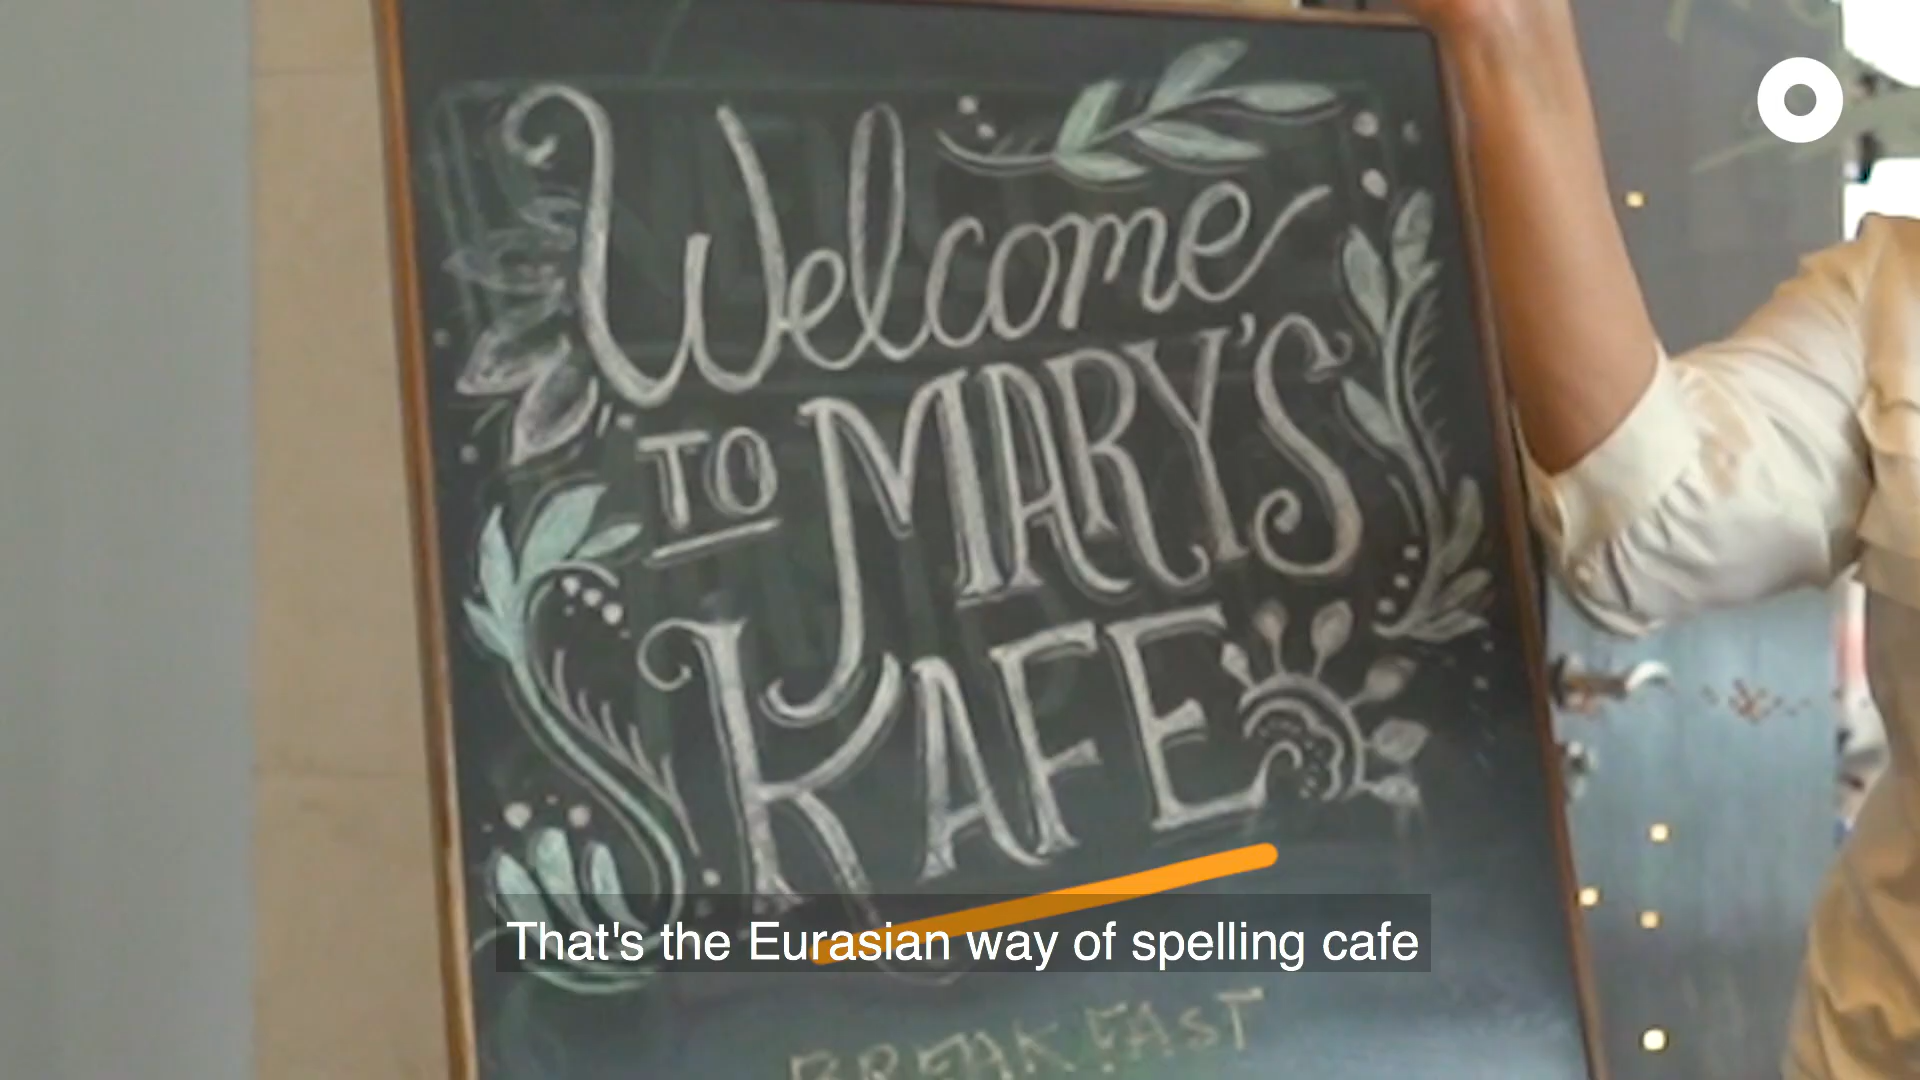 Welcome
TO MARY'S
KAFE
That's the Eurasian way of spelling cafe
BREAKFAST